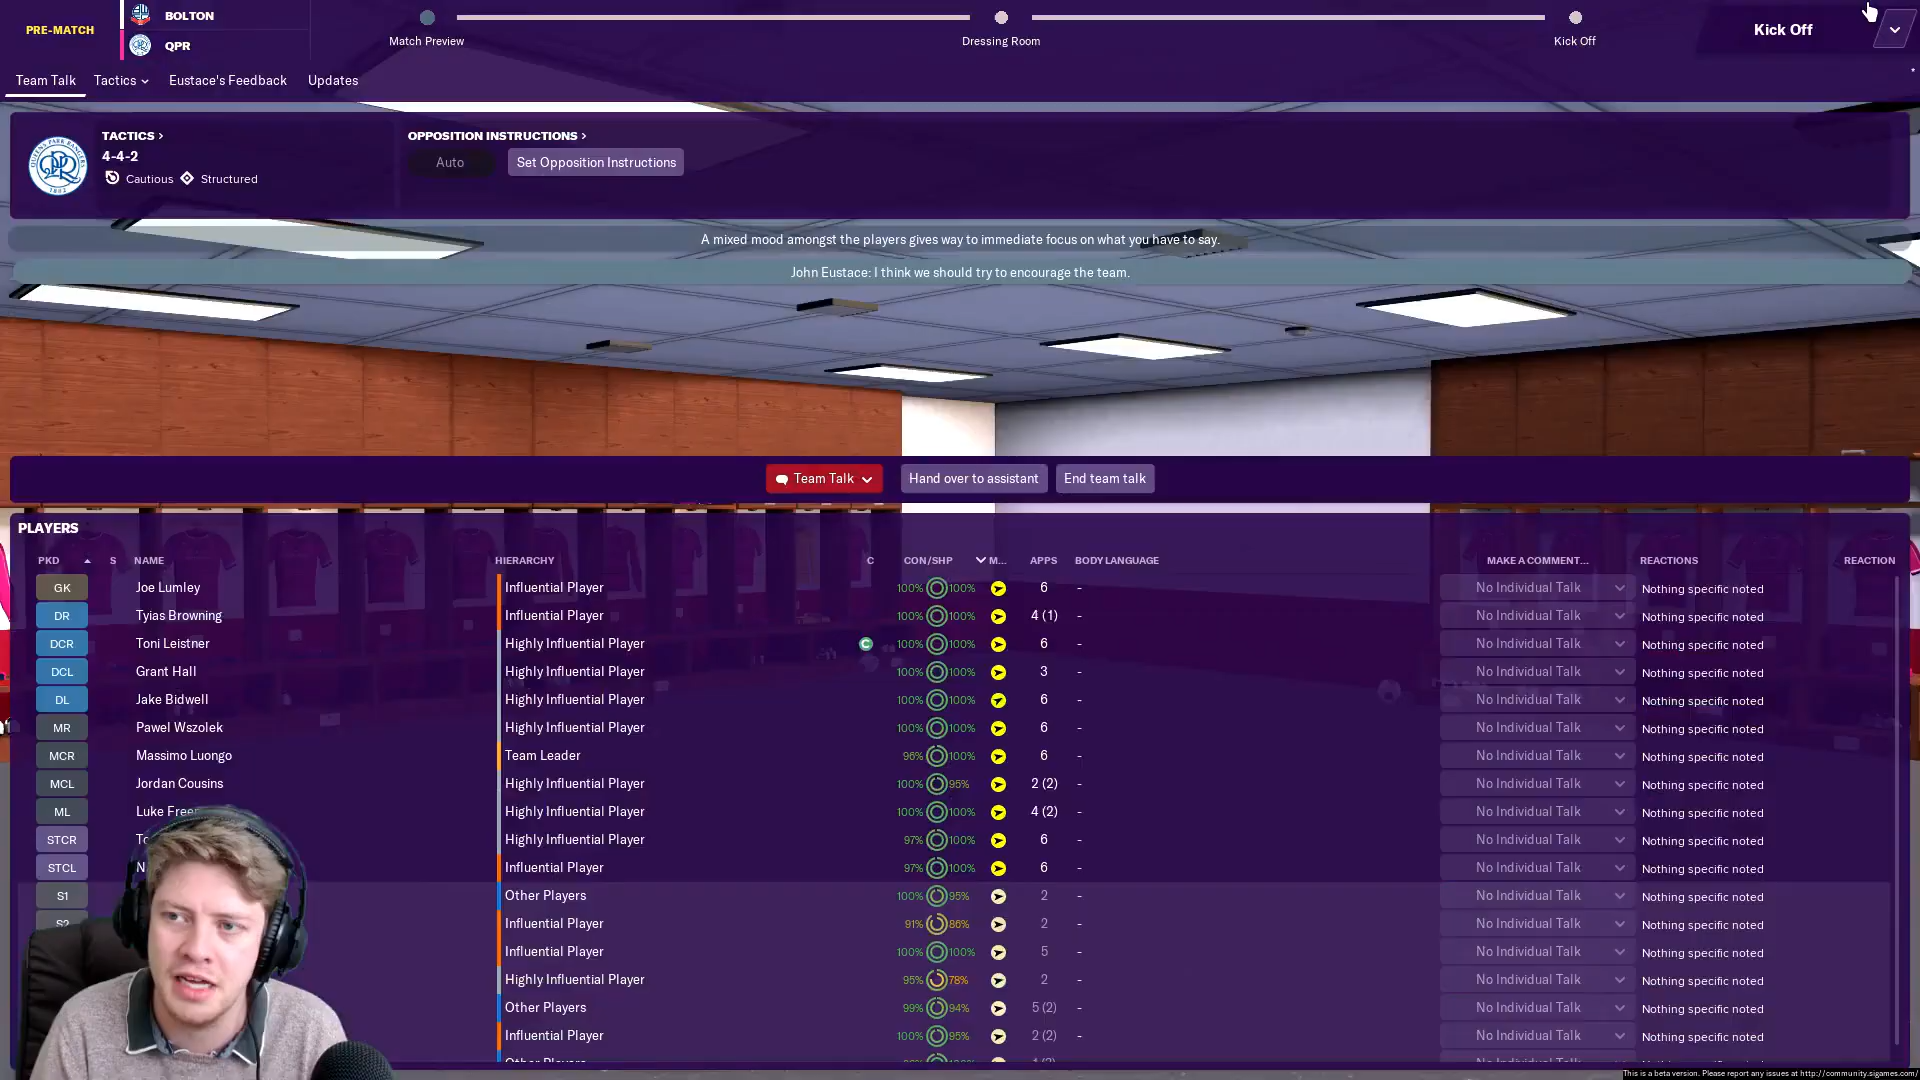 PRE-MATCH
BOLTON
QPR
Match Preview
Dressing Room
Kick Off
Kick Off
Team Talk
Tactics
Eustace's Feedback
Updates
TACTICS >
4-4-2
Cautious
Structured
OPPOSITION INSTRUCTIONS >
Auto
Set Opposition Instructions
A mixed mood amongst the players gives way to immediate focus on what you have to say.
John Eustace: I think we should try to encourage the team.
Team Talk
Hand over to assistant
End team talk
PLAYERS
PKD S NAME HIERARCHY C CON/SHP M... APPS BODY LANGUAGE MAKE A COMMENT... REACTIONS REACTION
GK Joe Lumley Influential Player 100% 100% 6 - No Individual Talk Nothing specific noted
DR Tyias Browning Influential Player 100% 100% 4 (1) - No Individual Talk Nothing specific noted
DCR Toni Leistner Highly Influential Player C 100% 100% 6 - No Individual Talk Nothing specific noted
DCL Grant Hall Highly Influential Player 100% 100% 3 - No Individual Talk Nothing specific noted
DL Jake Bidwell Highly Influential Player 100% 100% 6 - No Individual Talk Nothing specific noted
MR Pawel Wszolek Highly Influential Player 100% 100% 6 - No Individual Talk Nothing specific noted
MCR Massimo Luongo Team Leader 96% 100% 6 - No Individual Talk Nothing specific noted
MCL Jordan Cousins Highly Influential Player 100% 95% 2 (2) - No Individual Talk Nothing specific noted
ML Luke Highly Influential Player 100% 100% 4 (2) - No Individual Talk Nothing specific noted
STCR Highly Influential Player 97% 100% 6 - No Individual Talk Nothing specific noted
STCL Influential Player 97% 100% 6 - No Individual Talk Nothing specific noted
S1 Other Players 100% 95% 2 - No Individual Talk Nothing specific noted
S2 Influential Player 91% 86% 2 - No Individual Talk Nothing specific noted
Influential Player 100% 100% 5 - No Individual Talk Nothing specific noted
Highly Influential Player 95% 78% 2 - No Individual Talk Nothing specific noted
Other Players 99% 94% 5 (2) - No Individual Talk Nothing specific noted
Influential Player 100% 95% 2 (2) - No Individual Talk Nothing specific noted
This is a beta version. Please report any issues at http://community.sigames.com/